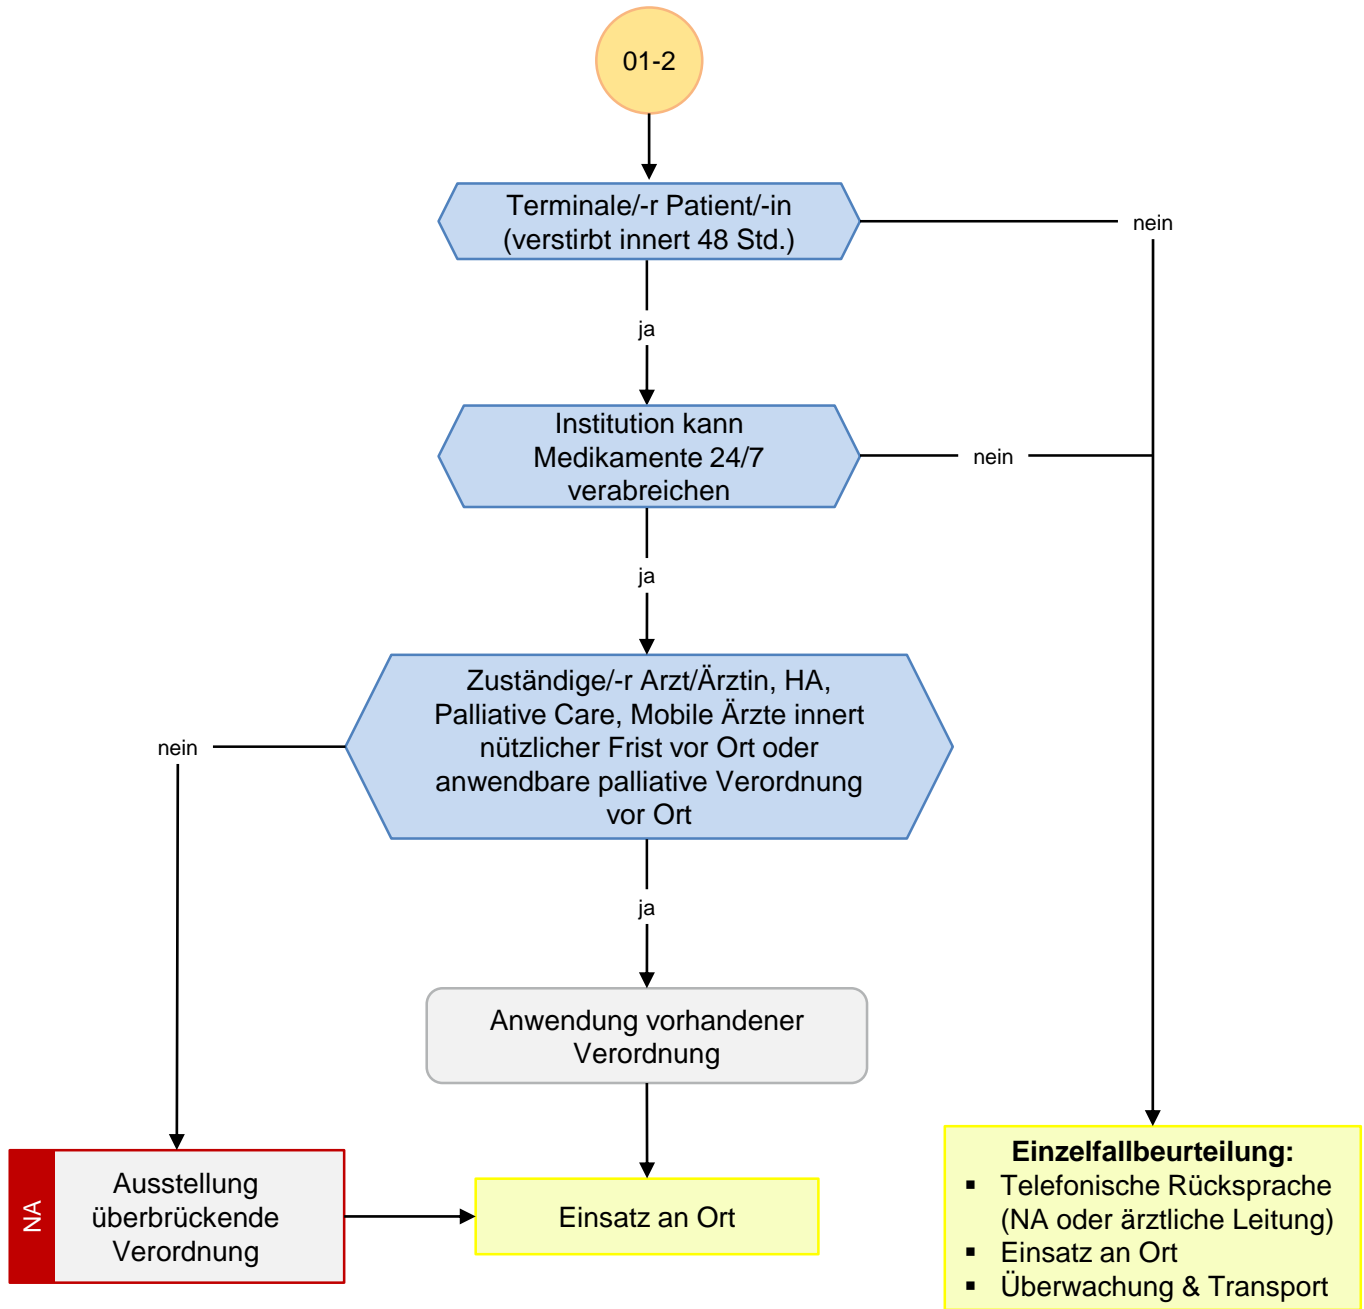 01-2
Terminale/-r Patient/-in
(verstirbt innert 48 Std.)
nein
ja
Institution kann
Medikamente 24/7
verabreichen
nein
ja
Zuständige/-r Arzt/Ärztin, HA,
Palliative Care, Mobile Ärzte innert
nützlicher Frist vor Ort oder
anwendbare palliative Verordnung
vor Ort
nein
ja
Anwendung vorhandener
Verordnung
NA
Ausstellung
überbrückende
Verordnung
Einsatz an Ort
Einzelfallbeurteilung:
▪ Telefonische Rücksprache
(NA oder ärztliche Leitung)
▪ Einsatz an Ort
▪ Überwachung & Transport